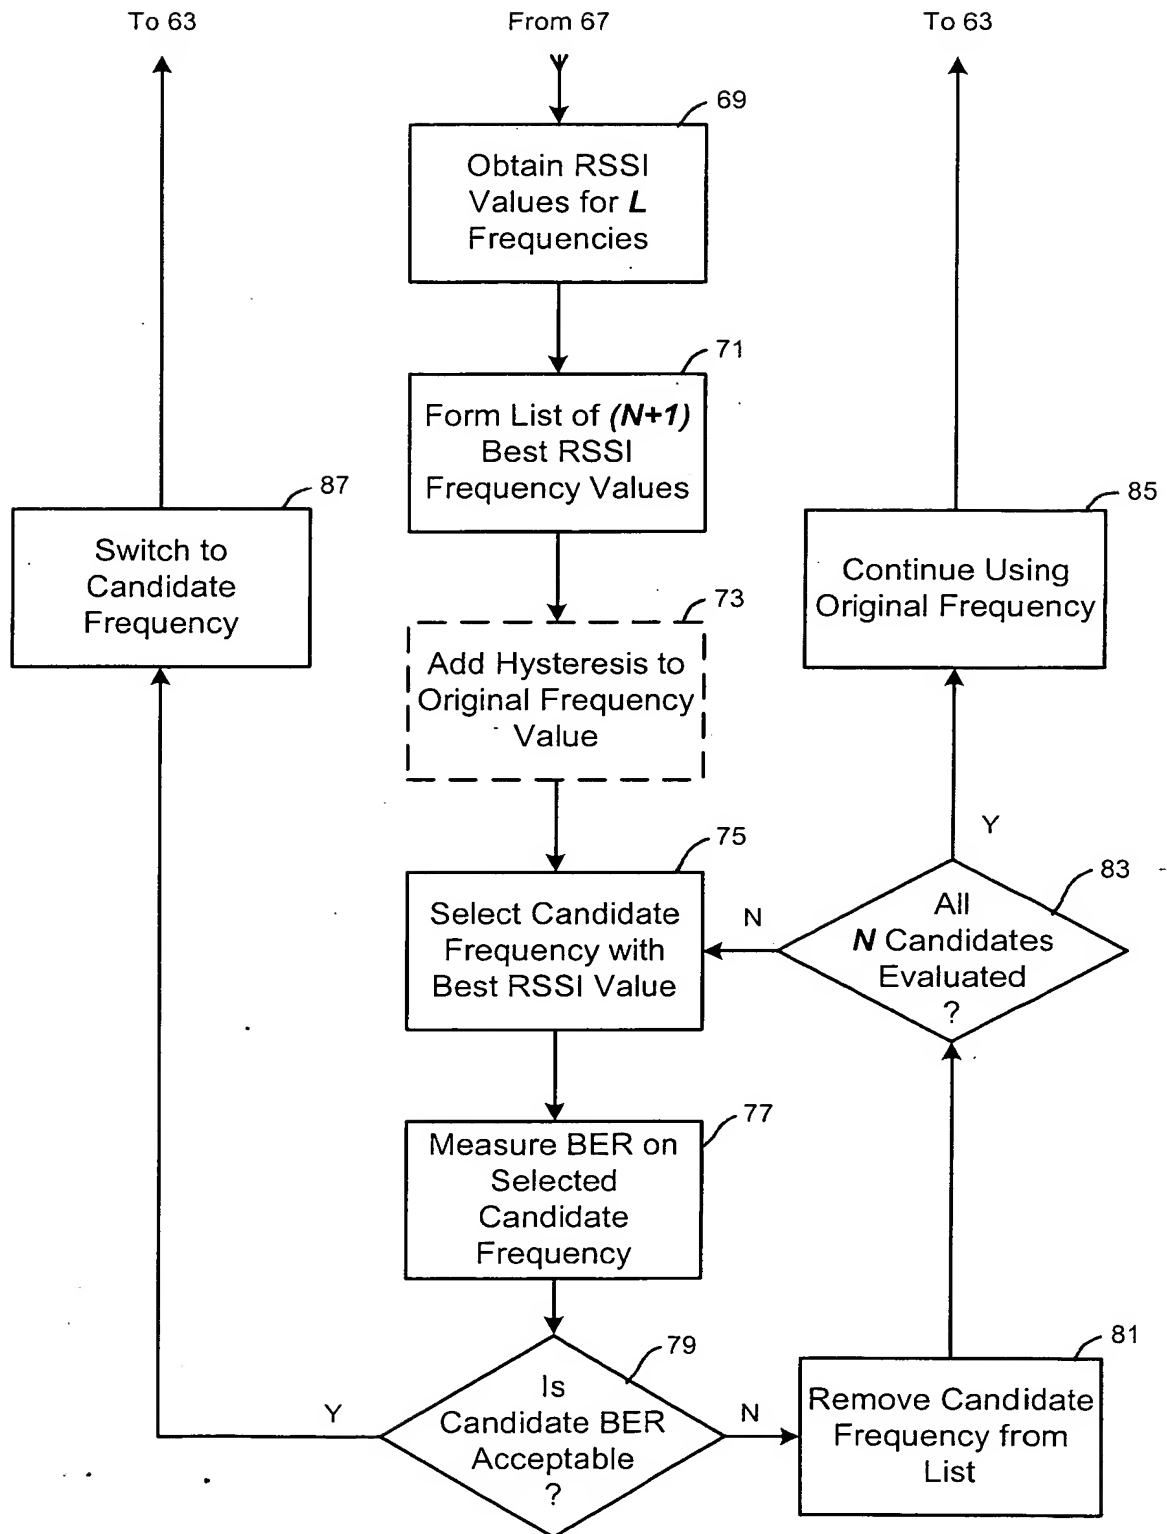 To 63
From 67
To 63
69
Obtain RSSI
Values for L
Frequencies
71
Form List of (N+1)
Best RSSI
Frequency Values
87
Switch to
Candidate
Frequency
85
Continue Using
Original Frequency
73
Add Hysteresis to
Original Frequency
Value
Y
75
Select Candidate
Frequency with
Best RSSI Value
N
83
All
N Candidates
Evaluated
?
77
Measure BER on
Selected
Candidate
Frequency
79
Is
Candidate BER
Acceptable
?
Y
N
81
Remove Candidate
Frequency from
List